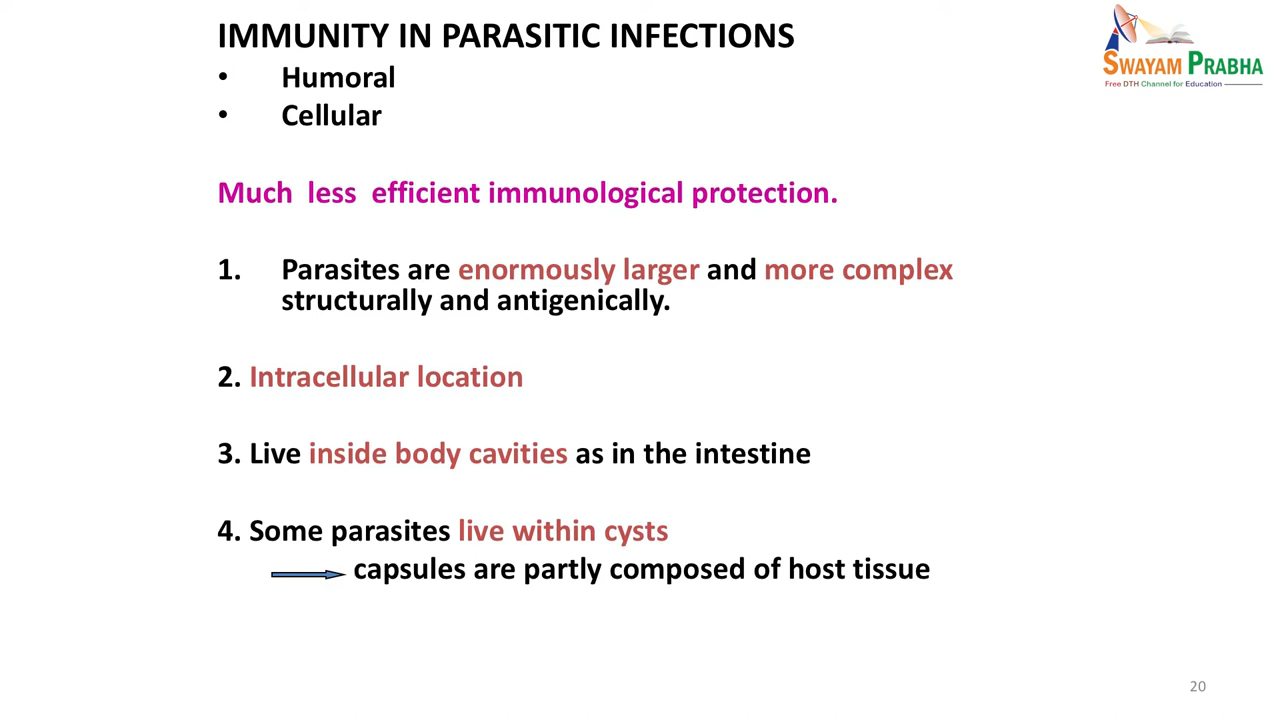 IMMUNITY IN PARASITIC INFECTIONS
SWAYAM PRABHA
Free DTH Channel for Education
• Humoral
• Cellular
Much less efficient immunological protection.
1. Parasites are enormously larger and more complex
structurally and antigenically.
2. Intracellular location
3. Live inside body cavities as in the intestine
4. Some parasites live within cysts
capsules are partly composed of host tissue
20